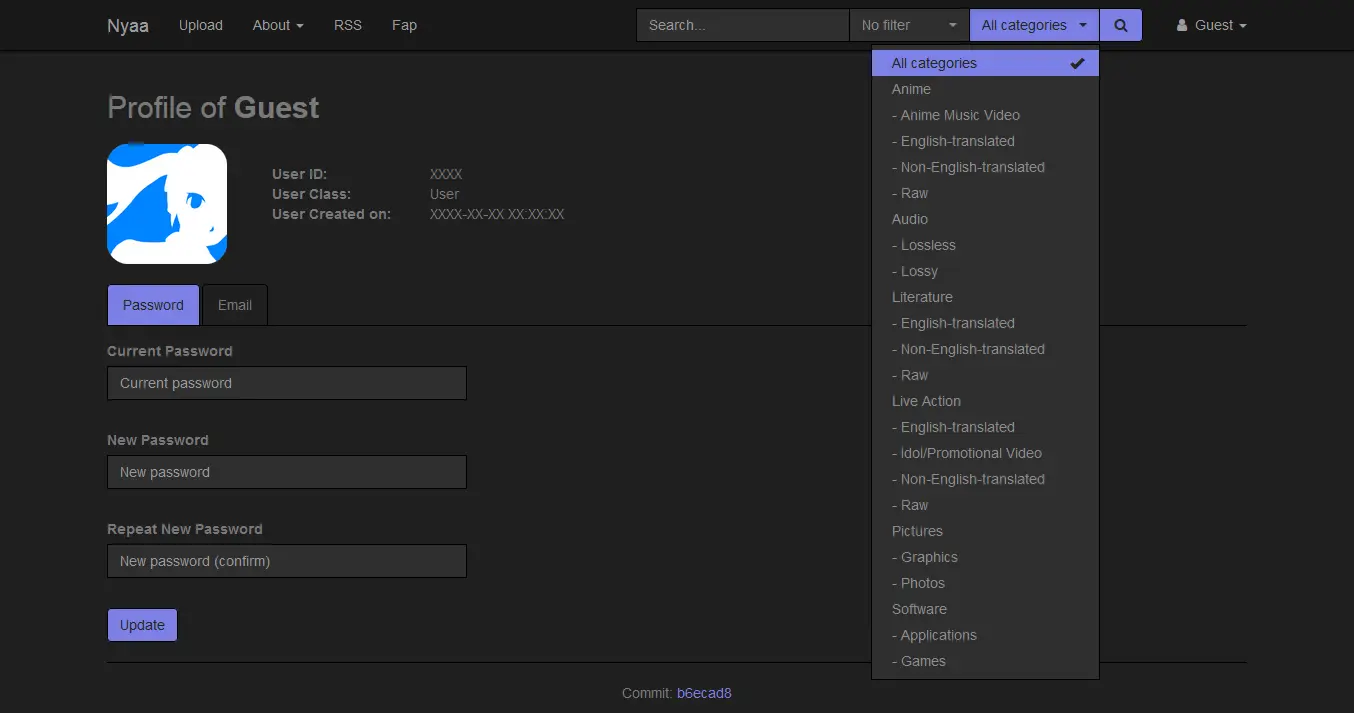 Nyaa Upload About RSS Fap Search... No filter All categories Guest
All categories
Anime
- Anime Music Video
- English-translated
- Non-English-translated
- Raw
Audio
- Lossless
- Lossy
Literature
- English-translated
- Non-English-translated
- Raw
Live Action
- English-translated
- Idol/Promotional Video
- Non-English-translated
- Raw
Pictures
- Graphics
- Photos
Software
- Applications
- Games
Profile of Guest
User ID: XXXX
User Class: User
User Created on: XXXX-XX-XX XX:XX:XX
Password Email
Current Password
Current password
New Password
New password
Repeat New Password
New password (confirm)
Update
Commit: b6ecad8